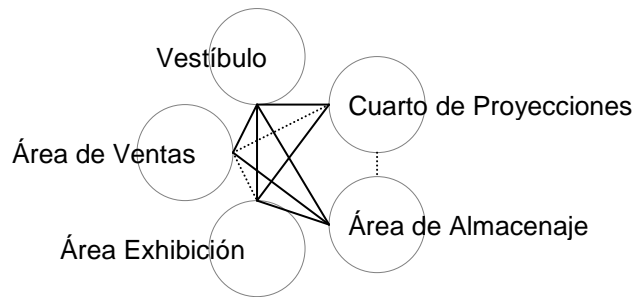 Vestíbulo
Cuarto de Proyecciones
Área de Ventas
Área de Almacenaje
Área Exhibición